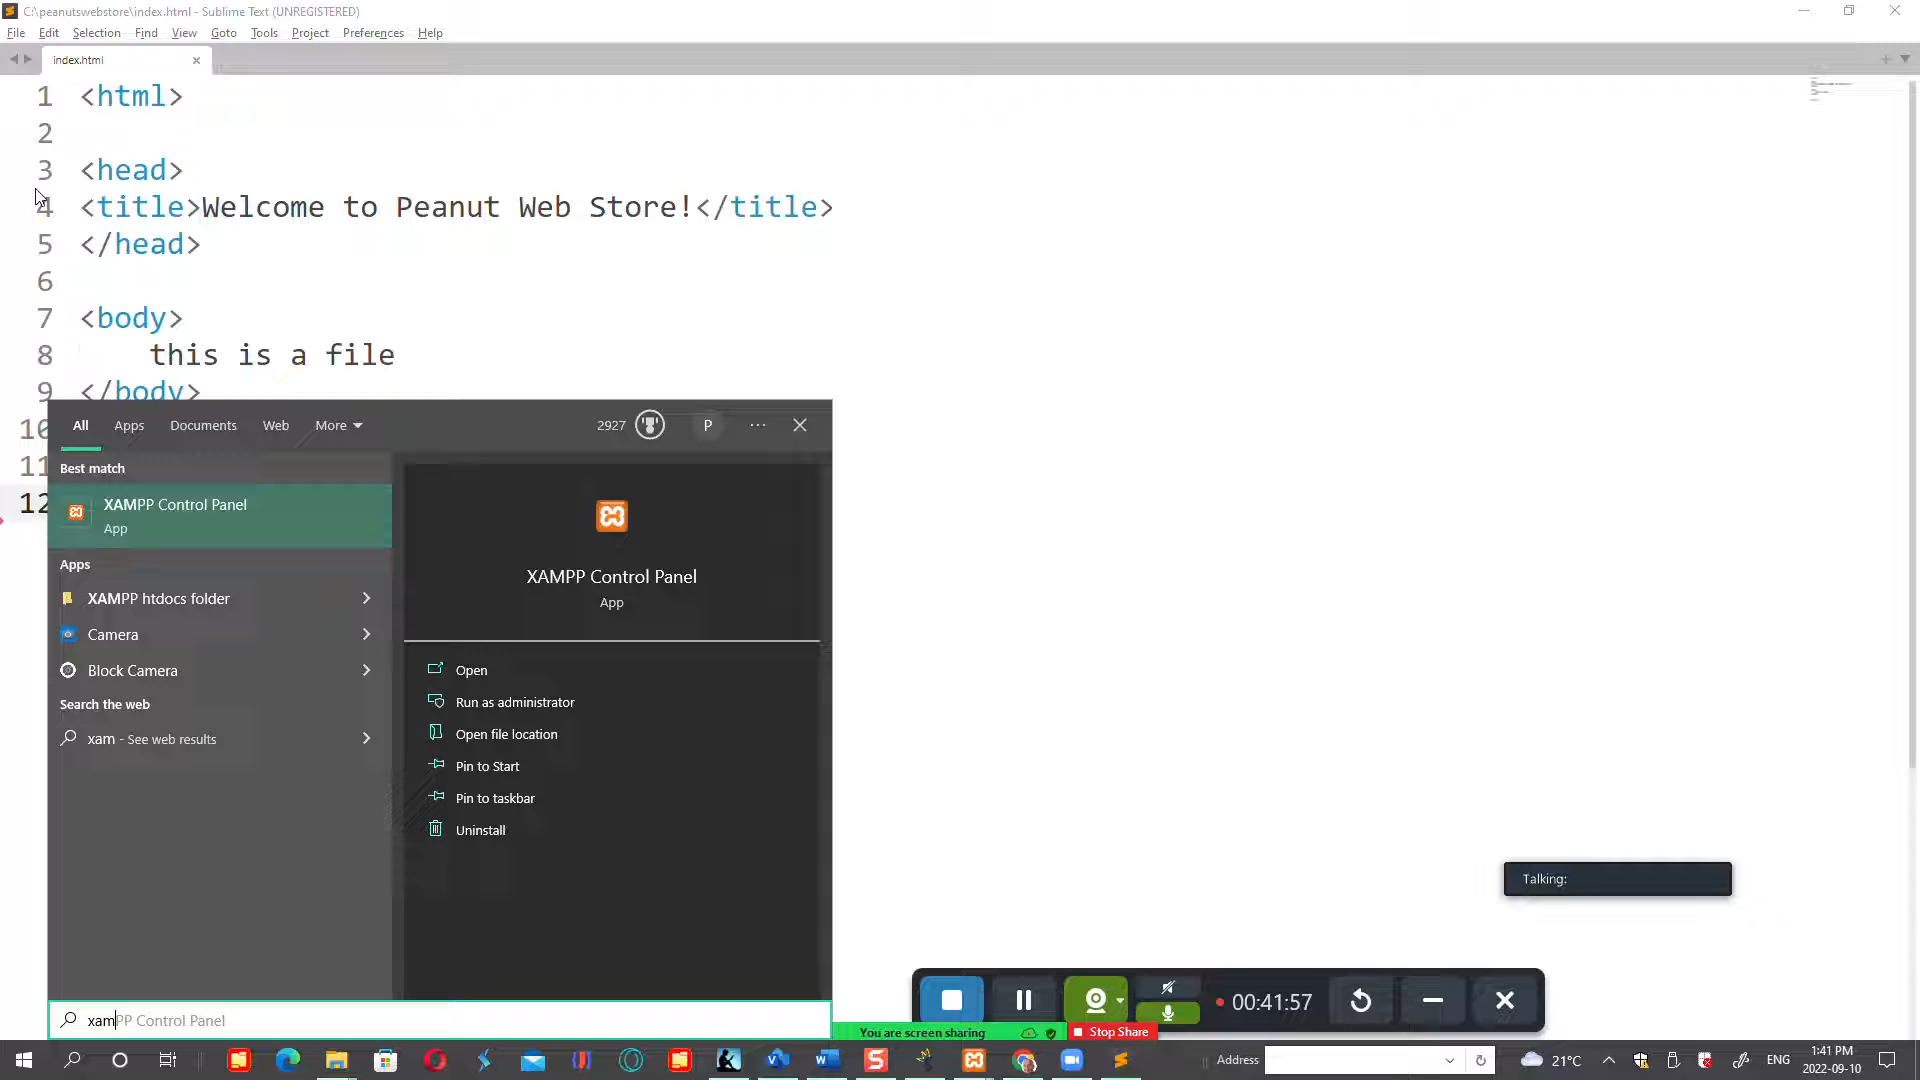 C:\peanutswebstore\index.html - Sublime Text (UNREGISTERED)
File Edit Selection Find View Goto Tools Project Preferences Help
index.html
1 <html>
2
3 <head>
4 <title>Welcome to Peanut Web Store!</title>
5 </head>
6
7 <body>
8 this is a file
9 </body>
10
11
12
All Apps Documents Web More 2927 P
Best match
XAMPP Control Panel
App
Apps
XAMPP htdocs folder
Camera
Block Camera
Search the web
xam - See web results
XAMPP Control Panel
App
Open
Run as administrator
Open file location
Pin to Start
Pin to taskbar
Uninstall
Talking:
00:41:57
xamPP Control Panel
You are screen sharing Stop Share
Address 21°C ENG 1:41 PM
2022-09-10